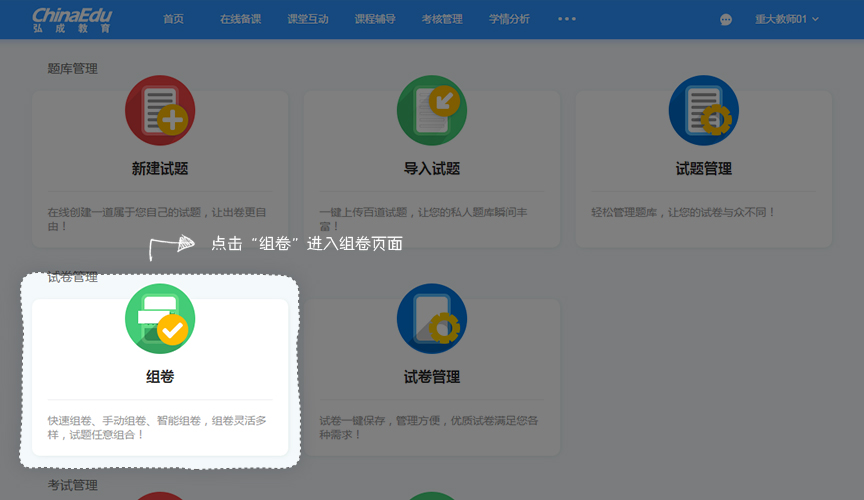 ChinaEdu
弘 成 教 育
首页 在线备课 课堂互动 课程辅导 考核管理 学情分析 •••
重大教师01
题库管理
新建试题
在线创建一道属于您自己的试题，让出卷更自
由！
导入试题
一键上传百道试题，让您的私人题库瞬间丰
富！
试题管理
轻松管理题库，让您的试卷与众不同！
点击“组卷”进入组卷页面
试卷管理
组卷
快速组卷、手动组卷、智能组卷，组卷灵活多
样，试题任意组合！
试卷管理
试卷一键保存，管理方便，优质试卷满足您各
种需求！
考试管理